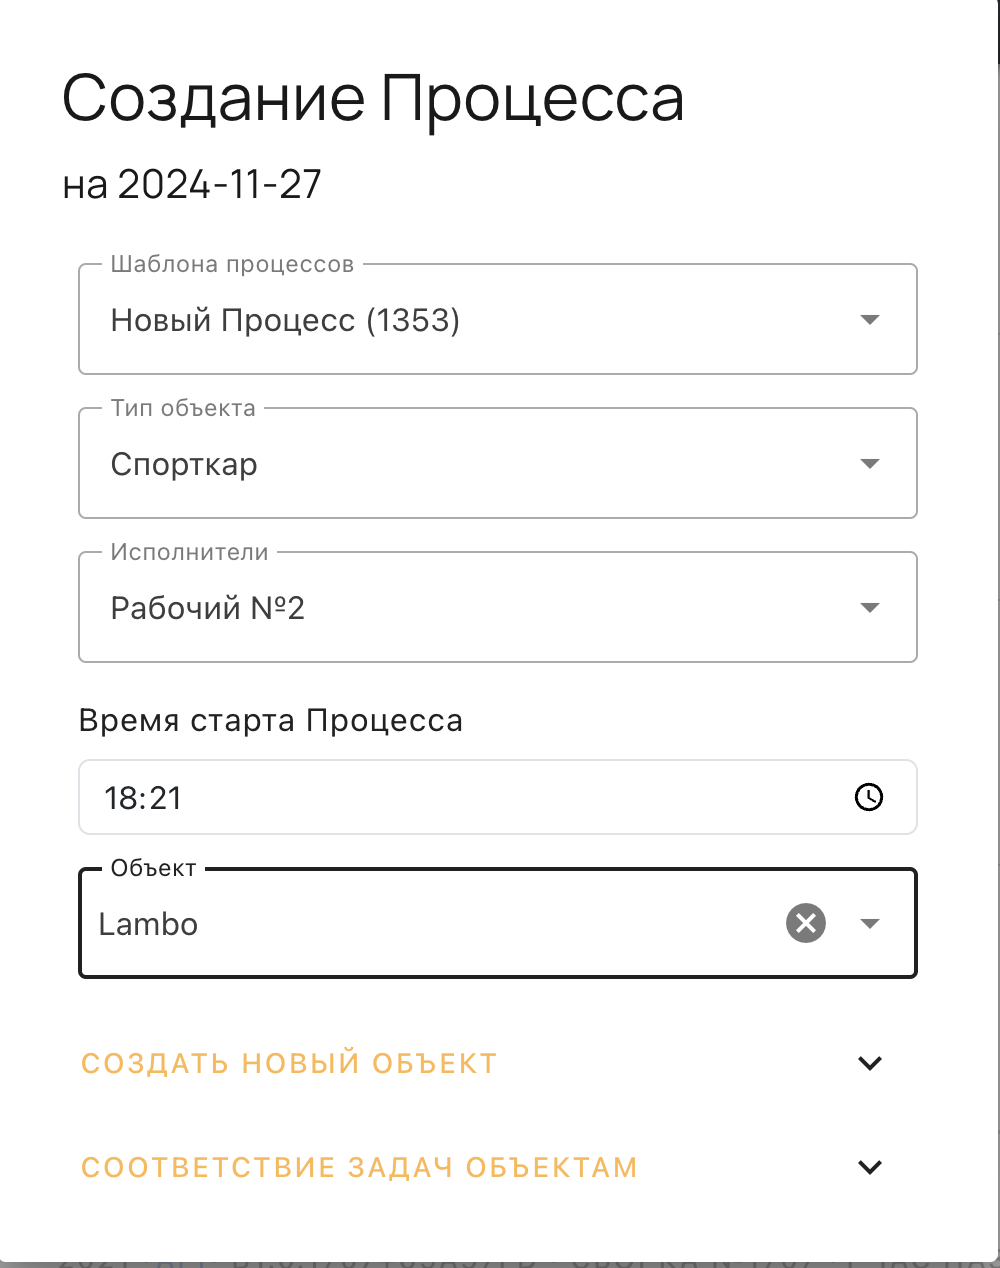 Создание Процесса
на 2024-11-27
Шаблона процессов
Новый Процесс (1353)
Тип объекта
Спорткар
Исполнители
Рабочий №2
Время старта Процесса
18:21
Объект
Lambo
СОЗДАТЬ НОВЫЙ ОБЪЕКТ
СООТВЕТСТВИЕ ЗАДАЧ ОБЪЕКТАМ